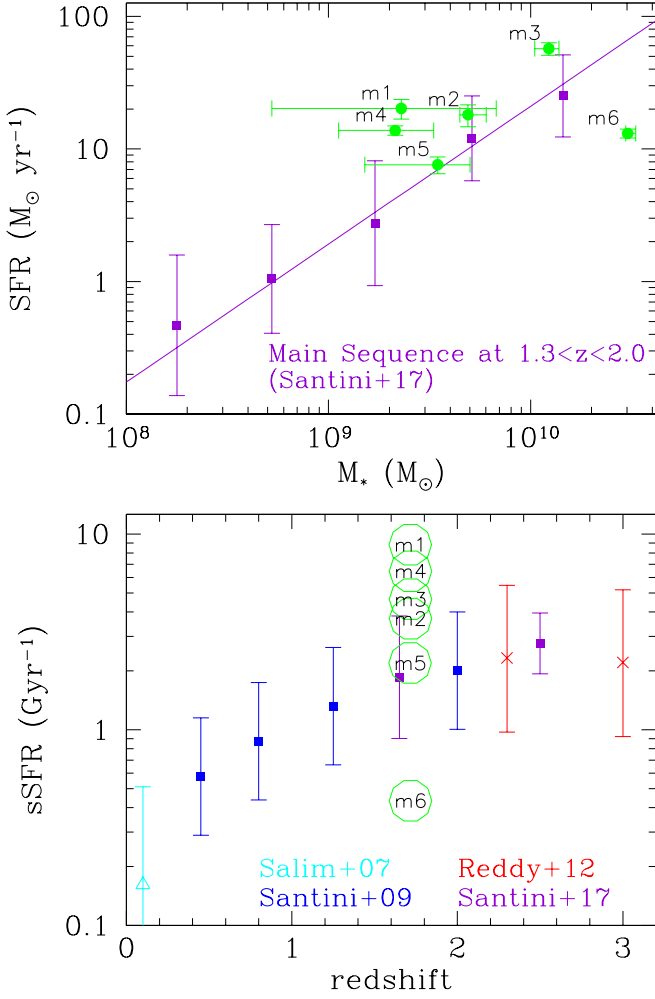 100
10
1
0.1
SFR (M☉ yr⁻¹)
m3
m1
m2
m4
m6
m5
Main Sequence at 1.3<z<2.0
(Santini+17)
10⁸
10⁹
10¹⁰
M* (M☉)
10
1
0.1
sSFR (Gyr⁻¹)
m1
m4
m3
m2
m5
m6
Salim+07
Reddy+12
Santini+09
Santini+17
0
1
2
3
redshift